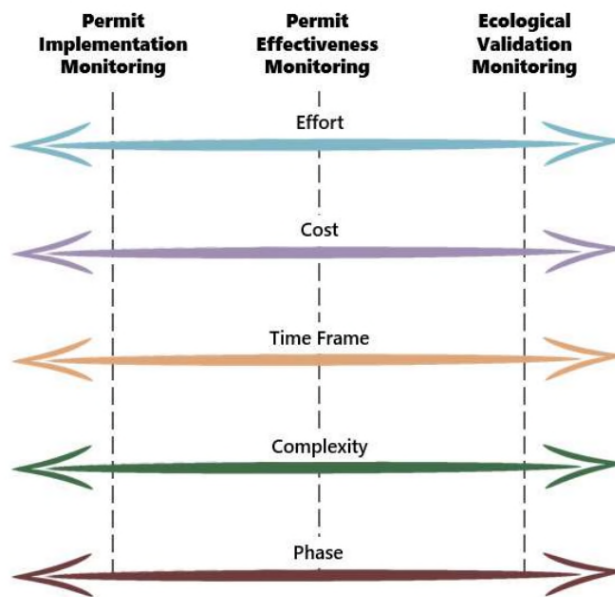 Permit
Implementation
Monitoring
Permit
Effectiveness
Monitoring
Ecological
Validation
Monitoring
Effort
Cost
Time Frame
Complexity
Phase